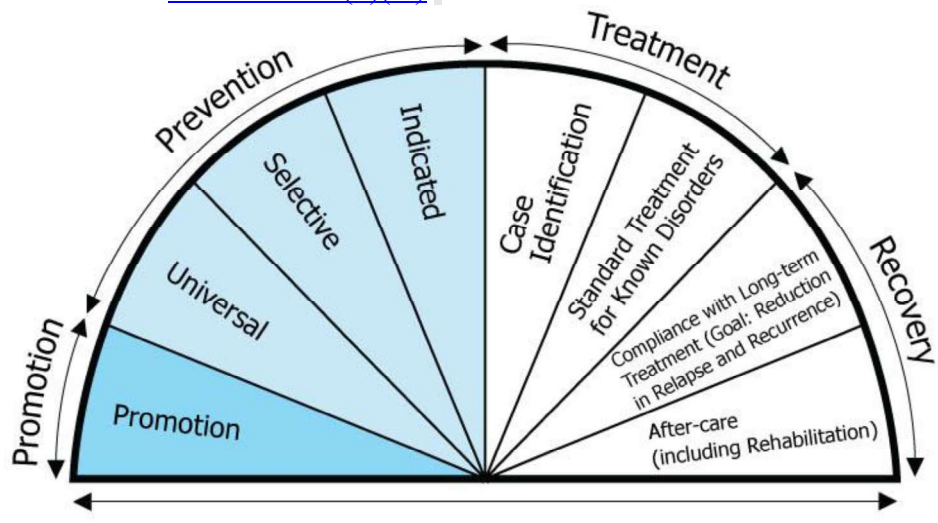 Promotion
Prevention
Treatment
Recovery
Promotion
Universal
Selective
Indicated
Case
Identification
Standard Treatment
for Known Disorders
Compliance with Long-term
Treatment (Goal: Reduction
in Relapse and Recurrence)
After-care
(including Rehabilitation)